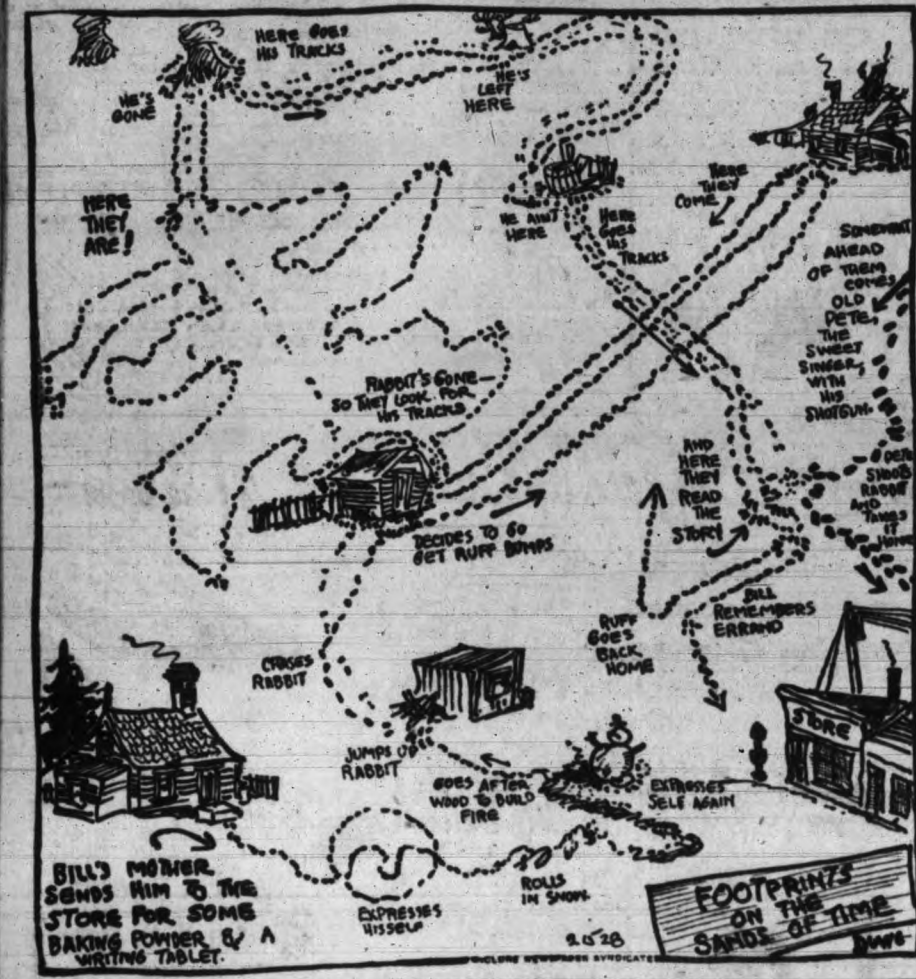 HERE GOES
HIS TRACKS
HE'S
GONE
HE'S
LEFT
HERE
HERE
THEY
ARE!
HE AIN'T
HERE
HERE
GOES
HIS
TRACKS
HERE
THEY
COME
SOMEWHAT
AHEAD
OF THEM
COMES
OLD
PETE,
THE
SWEET
SINGER,
WITH
HIS
SHOTGUN.
RABBIT'S GONE—
SO THEY LOOK FOR
HIS TRACKS
DECIDES TO GO
GET RUFF BUMPS
AND
HERE
THEY
READ
THE
STORY
PETE
SHOOTS
RABBIT
AND
TAKES
IT
HOME
BILL
REMEMBERS
ERRAND
RUFF
GOES
BACK
HOME
CHASES
RABBIT
JUMPS UP
RABBIT
GOES AFTER
WOOD TO BUILD
FIRE
EXPRESSES
SELF AGAIN
STORE
BILL'S MOTHER
SENDS HIM TO THE
STORE FOR SOME
BAKING POWDER & A
WRITING TABLET.
EXPRESSES
HISSELF
ROLLS
IN SNOW
FOOTPRINTS
ON THE
SANDS OF TIME
NEWSPAPER SYNDICATE